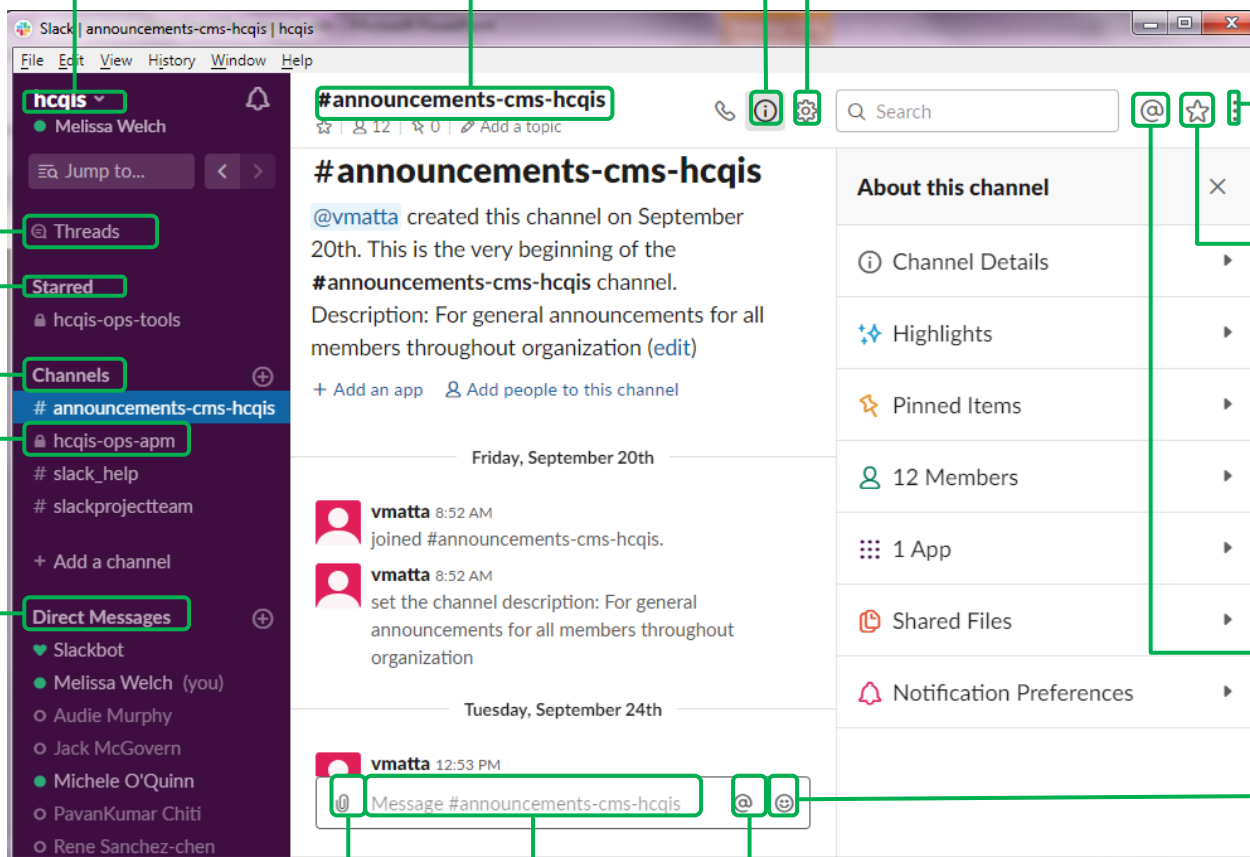 Slack | announcements-cms-hcqis | hcqis
File Edit View History Window Help
hcqis
Melissa Welch
Jump to...
Threads
Starred
hcqis-ops-tools
Channels
# announcements-cms-hcqis
hcqis-ops-apm
# slack_help
# slackprojectteam
+ Add a channel
Direct Messages
Slackbot
Melissa Welch (you)
Audie Murphy
Jack McGovern
Michele O'Quinn
PavanKumar Chiti
Rene Sanchez-chen
#announcements-cms-hcqis
12 | 0 | Add a topic
Search
#announcements-cms-hcqis
@vmatta created this channel on September
20th. This is the very beginning of the
#announcements-cms-hcqis channel.
Description: For general announcements for all
members throughout organization (edit)
+ Add an app Add people to this channel
Friday, September 20th
vmatta 8:52 AM
joined #announcements-cms-hcqis.
vmatta 8:52 AM
set the channel description: For general
announcements for all members throughout
organization
Tuesday, September 24th
vmatta 12:53 PM
Message #announcements-cms-hcqis @
About this channel
Channel Details
Highlights
Pinned Items
12 Members
1 App
Shared Files
Notification Preferences